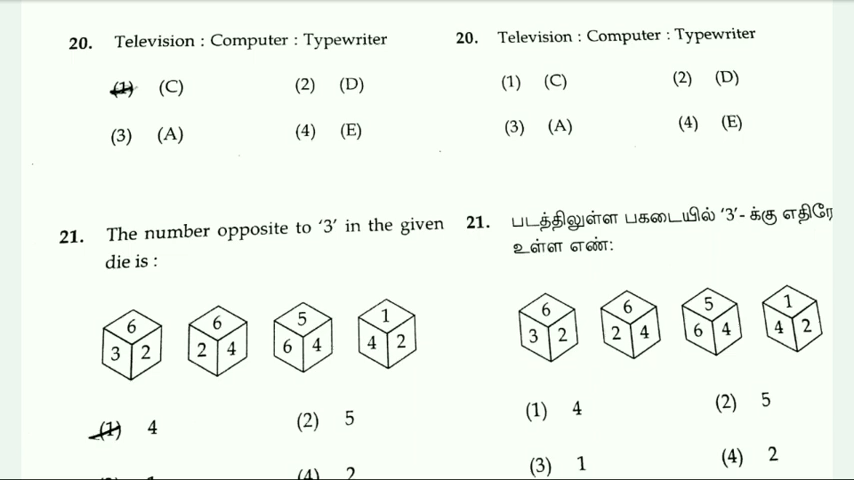 20. Television : Computer : Typewriter
(1) (C) (2) (D)
(3) (A) (4) (E)
21. The number opposite to '3' in the given
die is :
6 3 2
6 2 4
5 6 4
1 4 2
(1) 4 (2) 5
(4) 2
20. Television : Computer : Typewriter
(1) (C) (2) (D)
(3) (A) (4) (E)
21. படத்திலுள்ள பகடையில் '3'- க்கு எதிரே
உள்ள எண்:
6 3 2
6 2 4
5 6 4
1 4 2
(1) 4 (2) 5
(3) 1 (4) 2